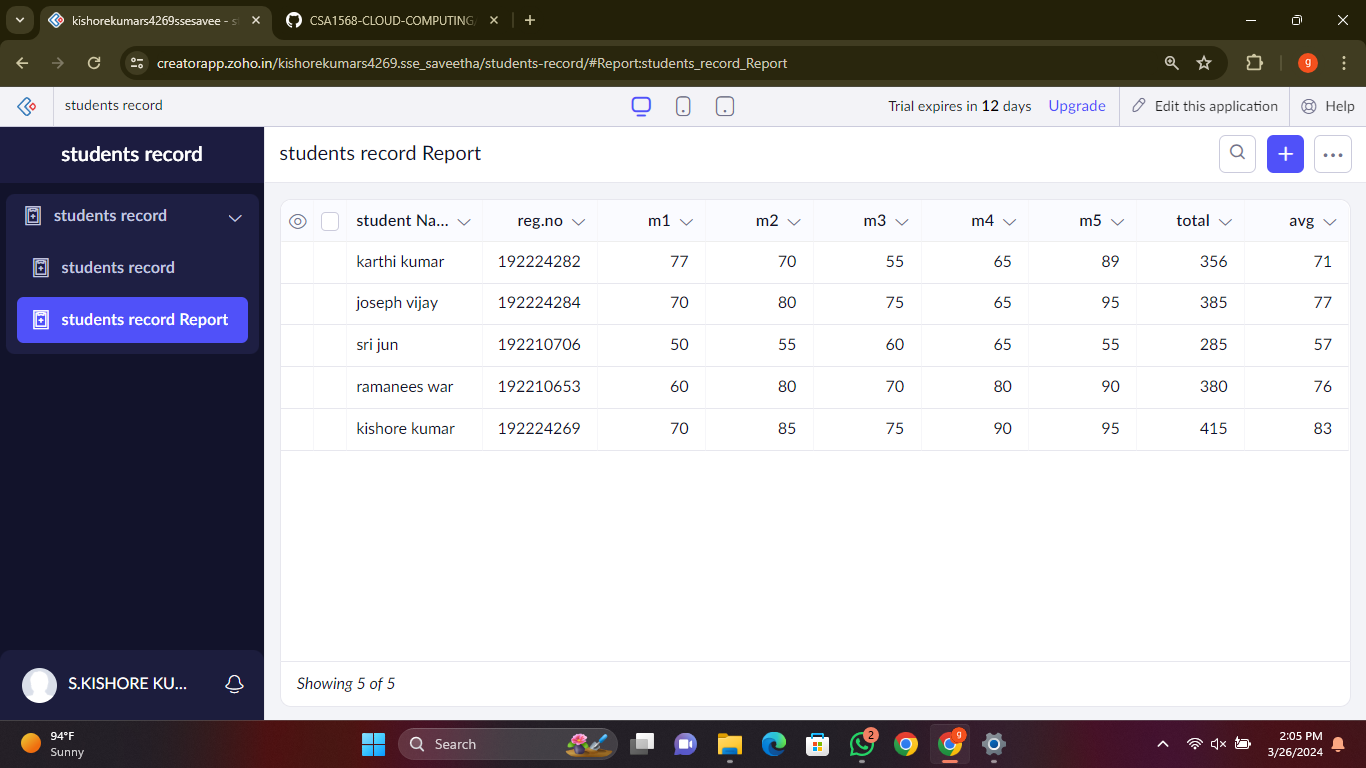 kishorekumars4269ssesavee - s
CSA1568-CLOUD-COMPUTING
creatorapp.zoho.in/kishorekumars4269.sse_saveetha/students-record/#Report:students_record_Report
g
students record
Trial expires in 12 days Upgrade Edit this application Help
students record
students record Report
students record
students record
students record Report
student Na... reg.no m1 m2 m3 m4 m5 total avg
karthi kumar 192224282 77 70 55 65 89 356 71
joseph vijay 192224284 70 80 75 65 95 385 77
sri jun 192210706 50 55 60 65 55 285 57
ramanees war 192210653 60 80 70 80 90 380 76
kishore kumar 192224269 70 85 75 90 95 415 83
Showing 5 of 5
S.KISHORE KU...
94°F
Sunny
Search
2
9
2:05 PM
3/26/2024